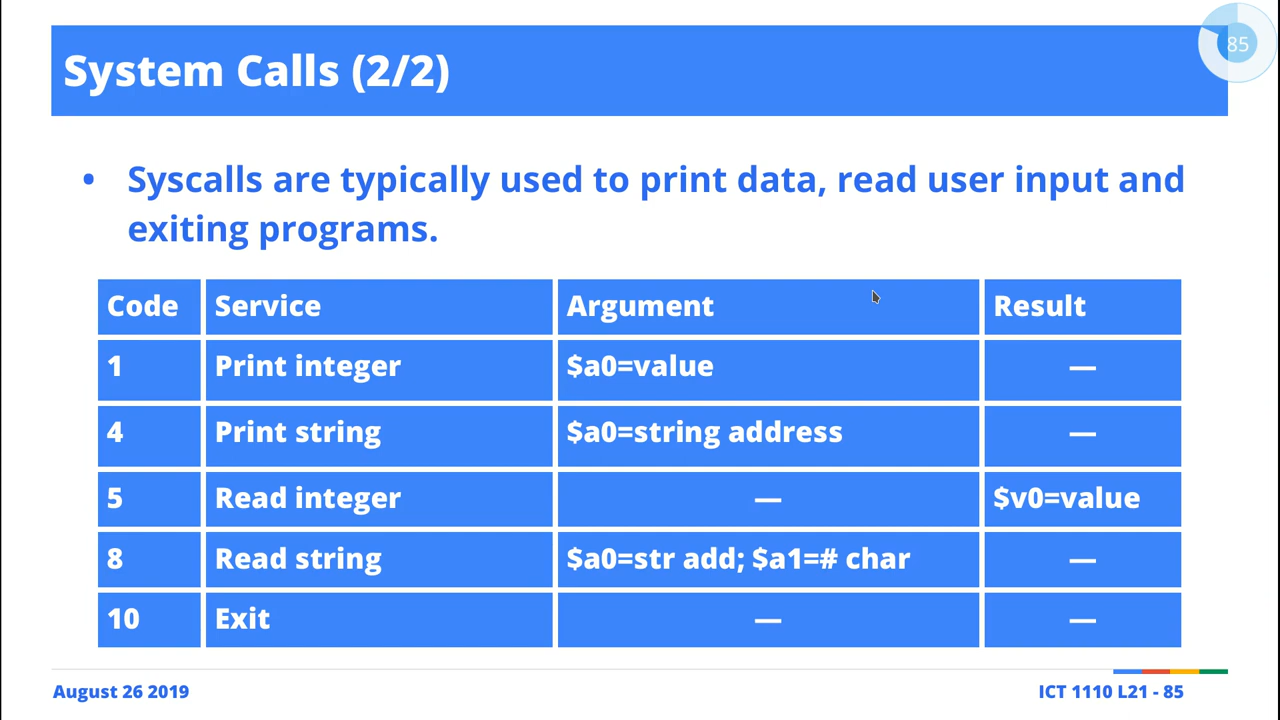 85
System Calls (2/2)
• Syscalls are typically used to print data, read user input and
exiting programs.
Code Service Argument Result
1 Print integer $a0=value —
4 Print string $a0=string address —
5 Read integer — $v0=value
8 Read string $a0=str add; $a1=# char —
10 Exit — —
August 26 2019 ICT 1110 L21 - 85